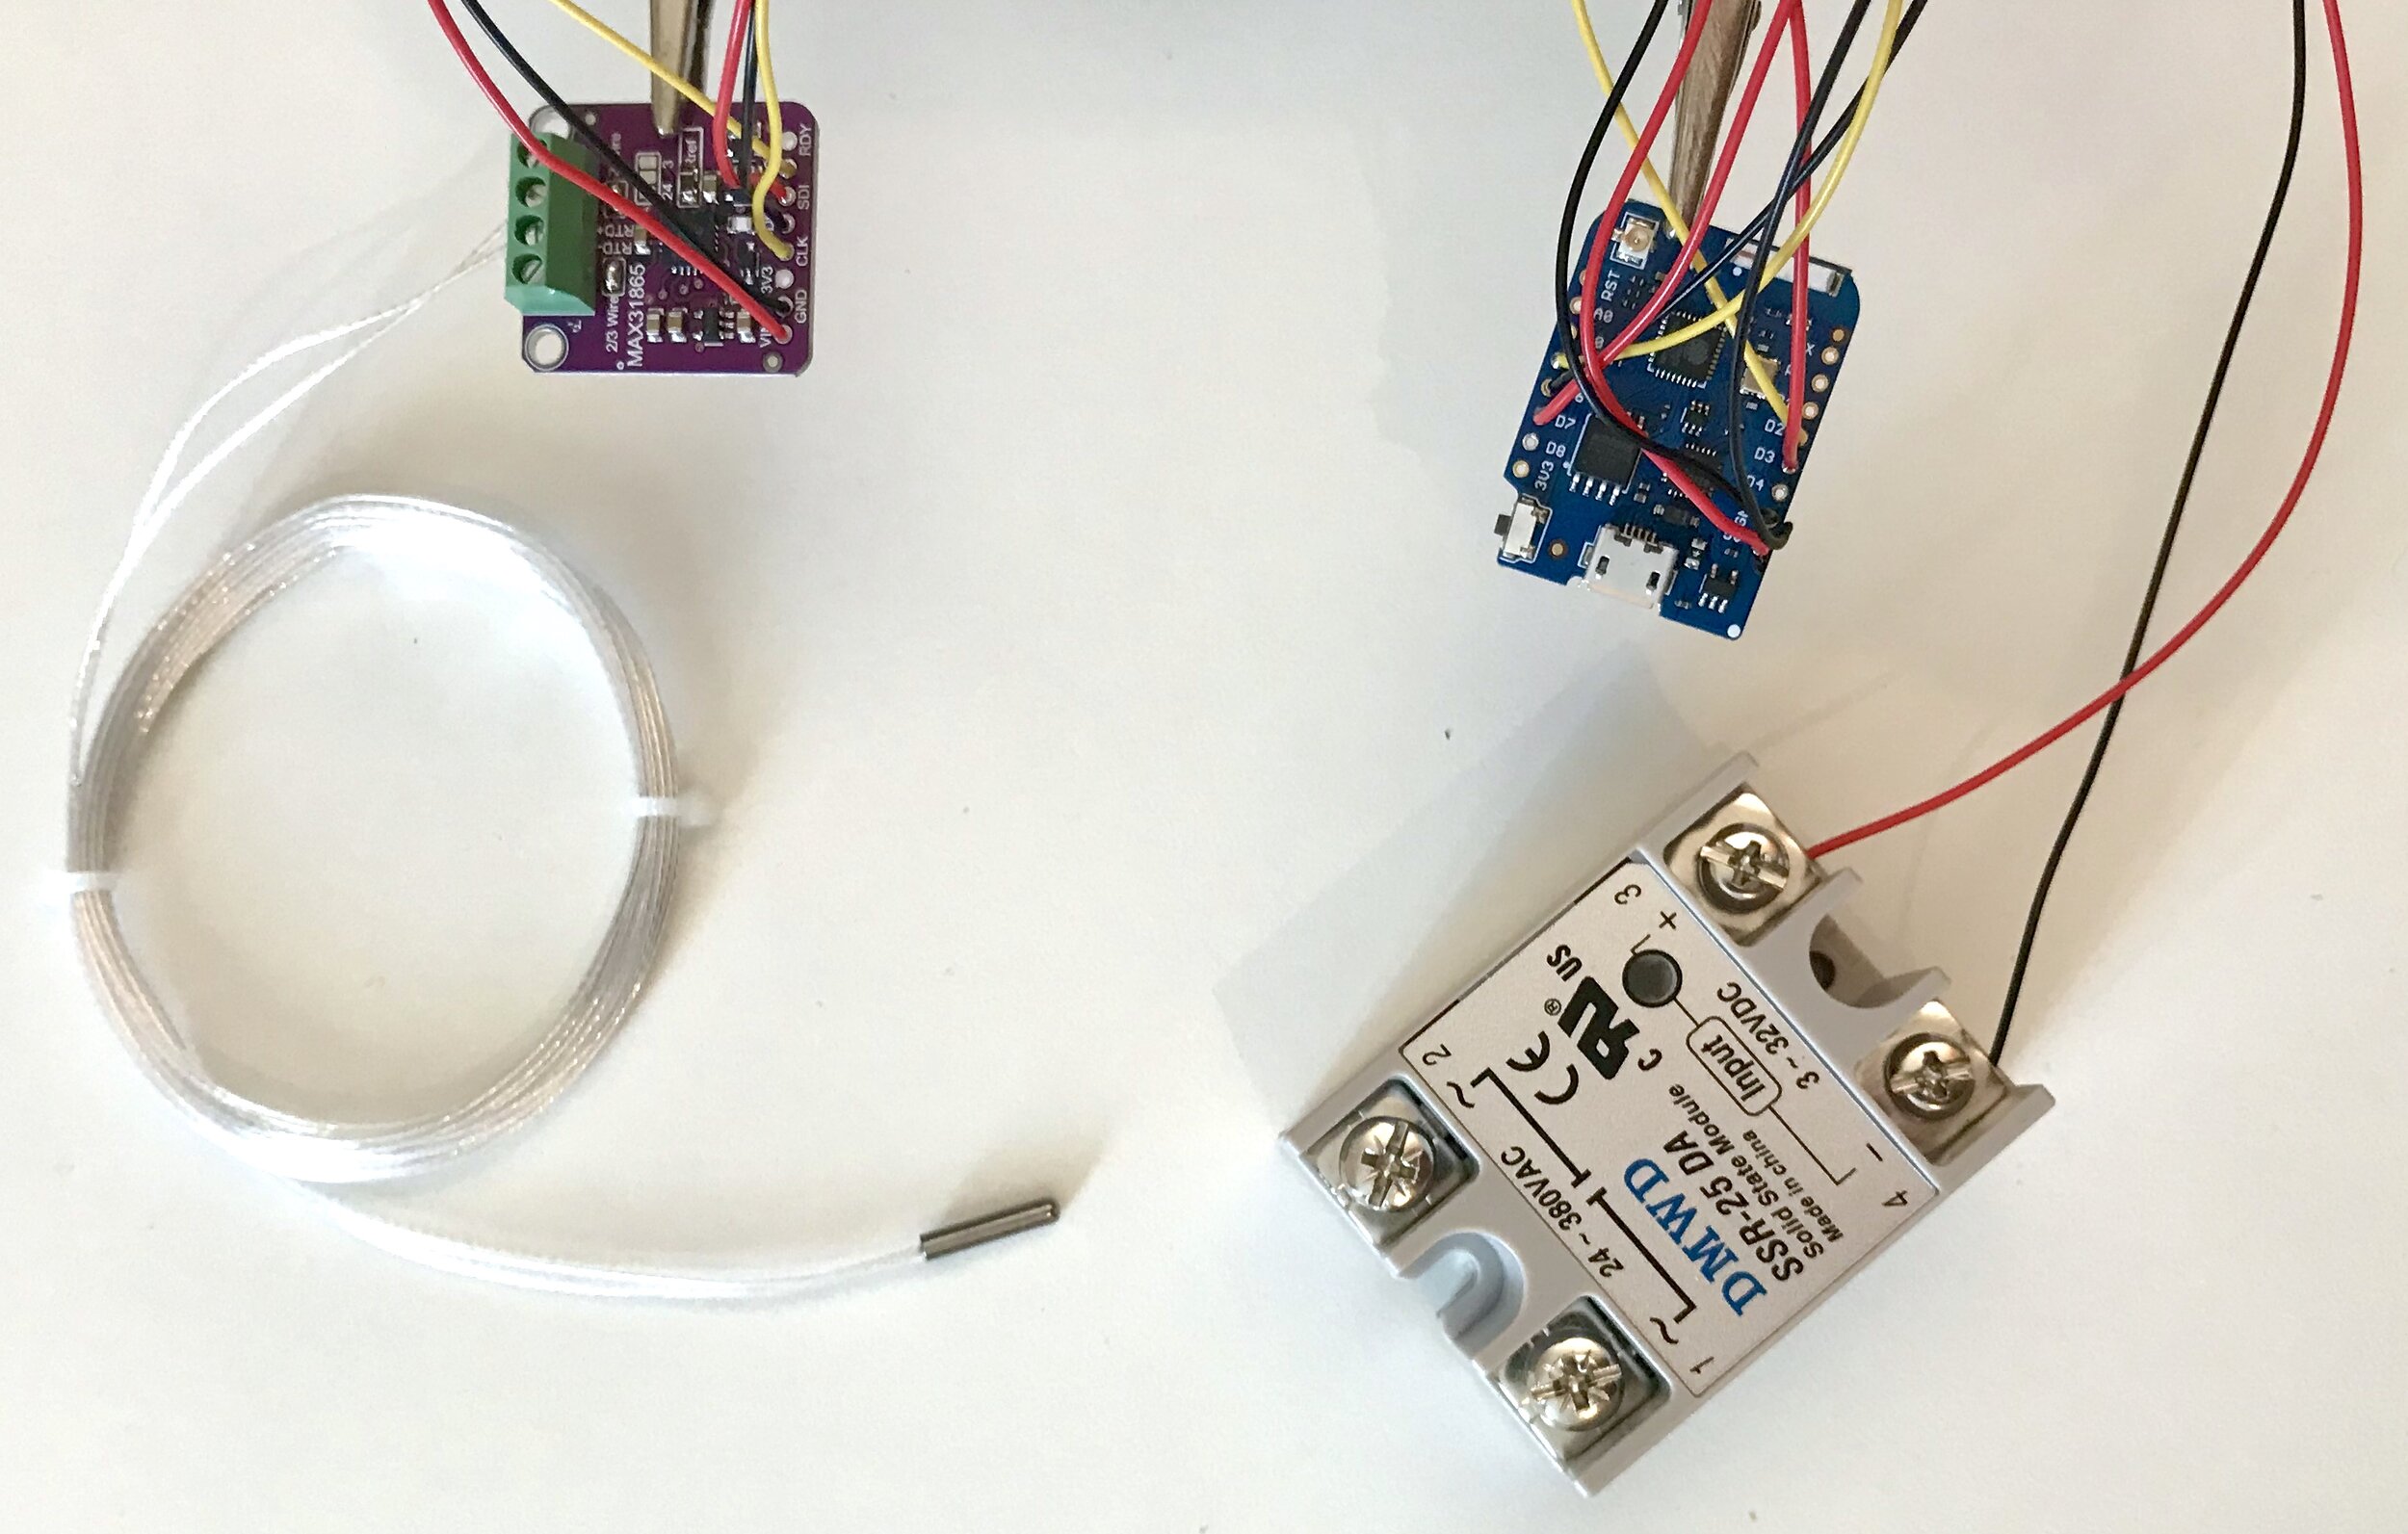 RDY
SDI
CLK
3V3
GND
24 3
RTD+
RTD-
2/3 Wire
MAX31865
RST
A0
D7
D8
3V3
D2
D3
3
+
2
~
CE
C
US
®
Input
3 ~ 32VDC
-
4
24 ~ 380VAC
~
1
DMWD
SSR-25 DA
Solid State Module
Made in china